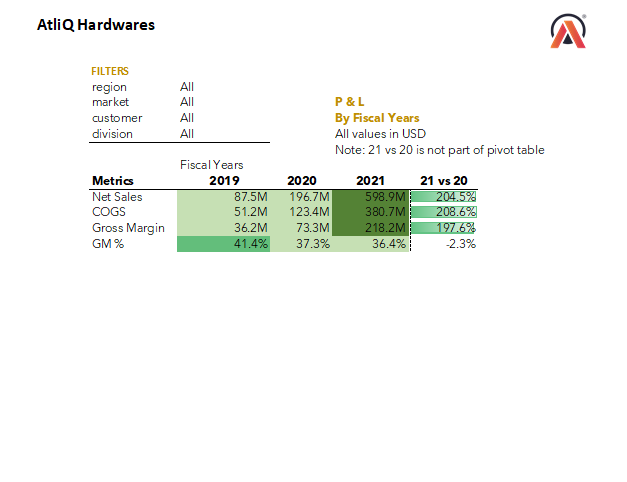 AtliQ Hardwares
FILTERS
region All
market All
customer All
division All
P & L
By Fiscal Years
All values in USD
Note: 21 vs 20 is not part of pivot table
Fiscal Years
Metrics 2019 2020 2021 21 vs 20
Net Sales 87.5M 196.7M 598.9M 204.5%
COGS 51.2M 123.4M 380.7M 208.6%
Gross Margin 36.2M 73.3M 218.2M 197.6%
GM % 41.4% 37.3% 36.4% -2.3%